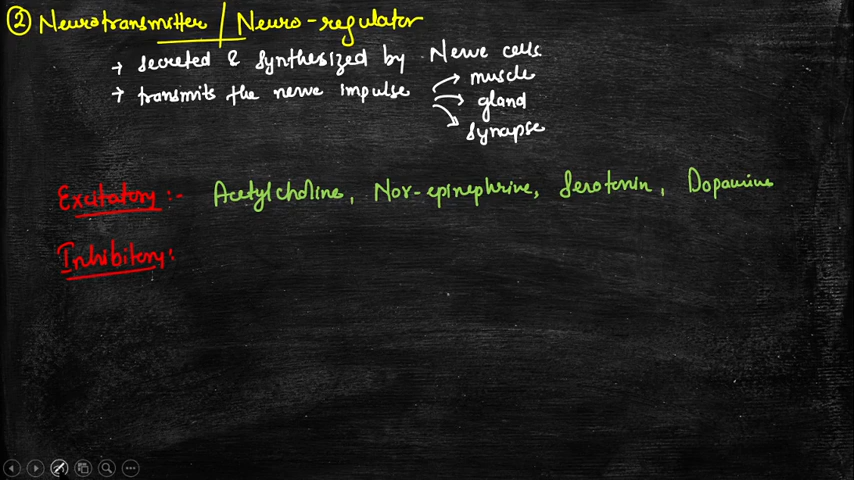 ② Neurotransmitter / Neuro-regulator
→ secreted & synthesized by Nerve cells
→ transmits the nerve impulse → muscle
→ gland
→ synapse
Excitatory :- Acetylcholine, Nor-epinephrine, Serotonin, Dopamine
Inhibitory :